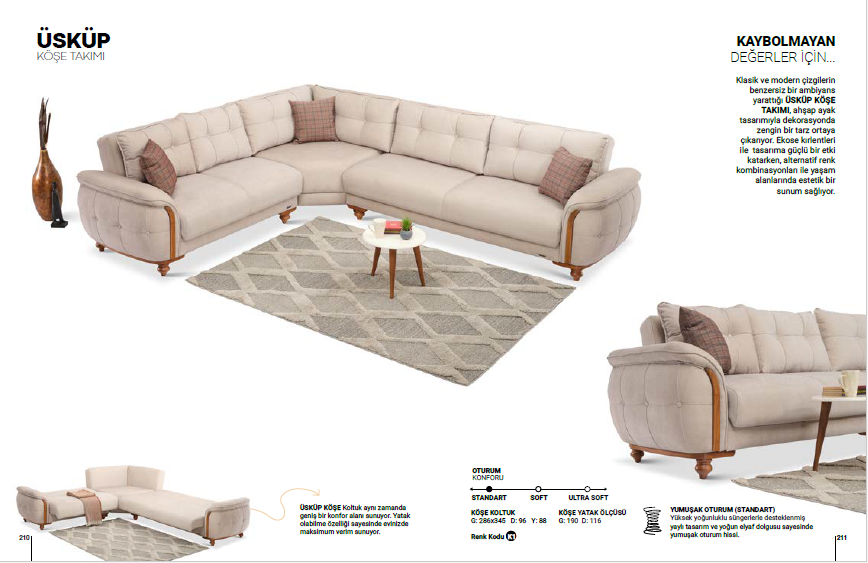 ÜSKÜP
KÖŞE TAKIMI
KAYBOLMAYAN
DEĞERLER İÇİN...
Klasik ve modern çizgilerin
benzersiz bir ambiyans
yarattığı ÜSKÜP KÖŞE
TAKIMI, ahşap ayak
tasarımıyla dekorasyonda
zengin bir tarz ortaya
çıkarıyor. Ekose kırlentleri
ile tasarıma güçlü bir etki
katarken, alternatif renk
kombinasyonları ile yaşam
alanlarında estetik bir
sunum sağlıyor.
ÜSKÜP KÖŞE Koltuk aynı zamanda
geniş bir konfor alanı sunuyor. Yatak
olabilme özelliği sayesinde evinizde
maksimum verim sunuyor.
OTURUM
KONFORU
STANDART SOFT ULTRA SOFT
KÖŞE KOLTUK KÖŞE YATAK ÖLÇÜSÜ
G: 286x345 D: 96 Y: 88 G: 190 D: 116
Renk Kodu K1
YUMUŞAK OTURUM (STANDART)
Yüksek yoğunluklu süngerlerle desteklenmiş
yaylı tasarım ve yoğun elyaf dolgusu sayesinde
yumuşak oturum hissi.
210
211